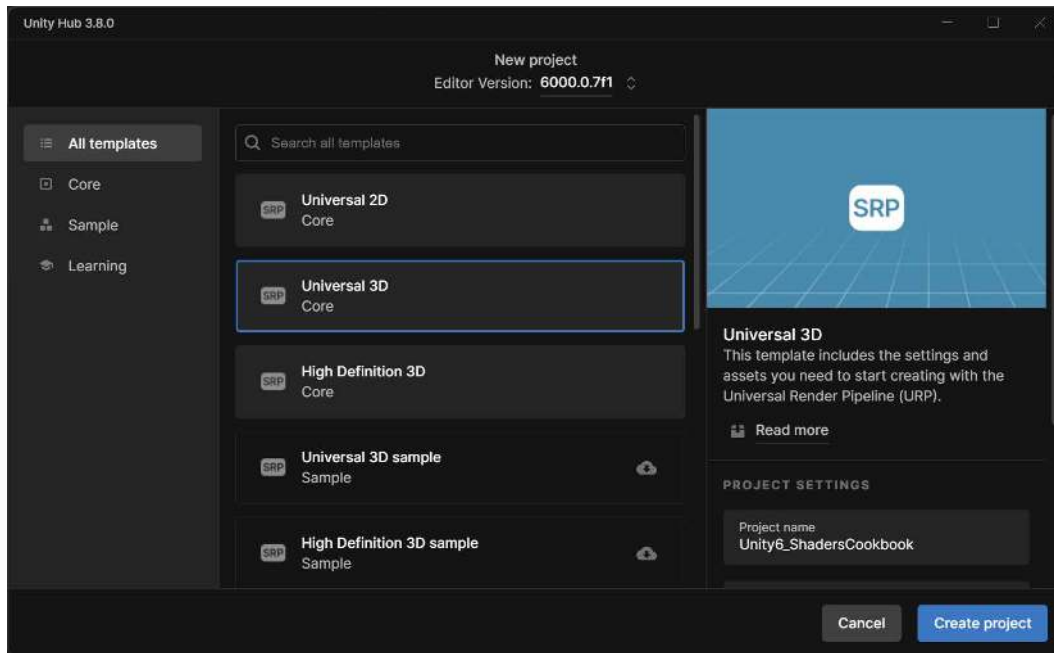 Unity Hub 3.8.0
New project
Editor Version: 6000.0.7f1
All templates
Core
Sample
Learning
Search all templates
SRP
Universal 2D
Core
SRP
Universal 3D
Core
SRP
High Definition 3D
Core
SRP
Universal 3D sample
Sample
SRP
High Definition 3D sample
Sample
SRP
Universal 3D
This template includes the settings and
assets you need to start creating with the
Universal Render Pipeline (URP).
Read more
PROJECT SETTINGS
Project name
Unity6_ShadersCookbook
Cancel
Create project